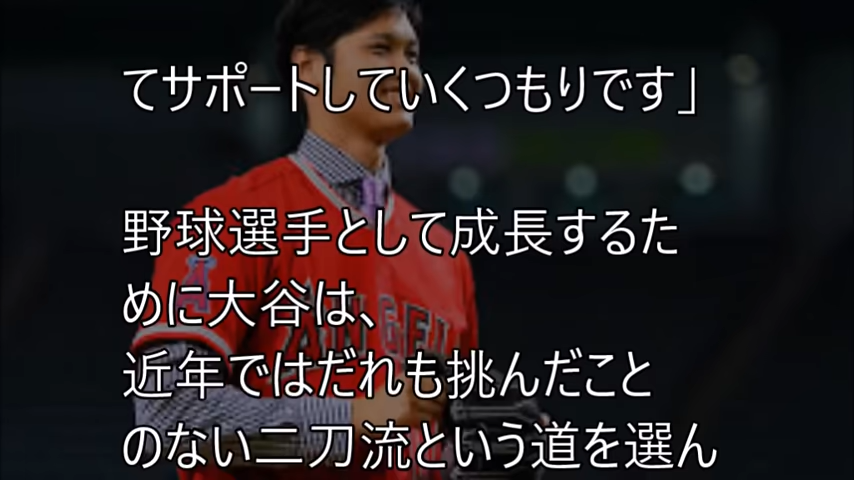 てサポートしていくつもりです」
野球選手として成長するた
めに大谷は、
近年ではだれも挑んだこと
のない二刀流という道を選ん
ANGEL
A